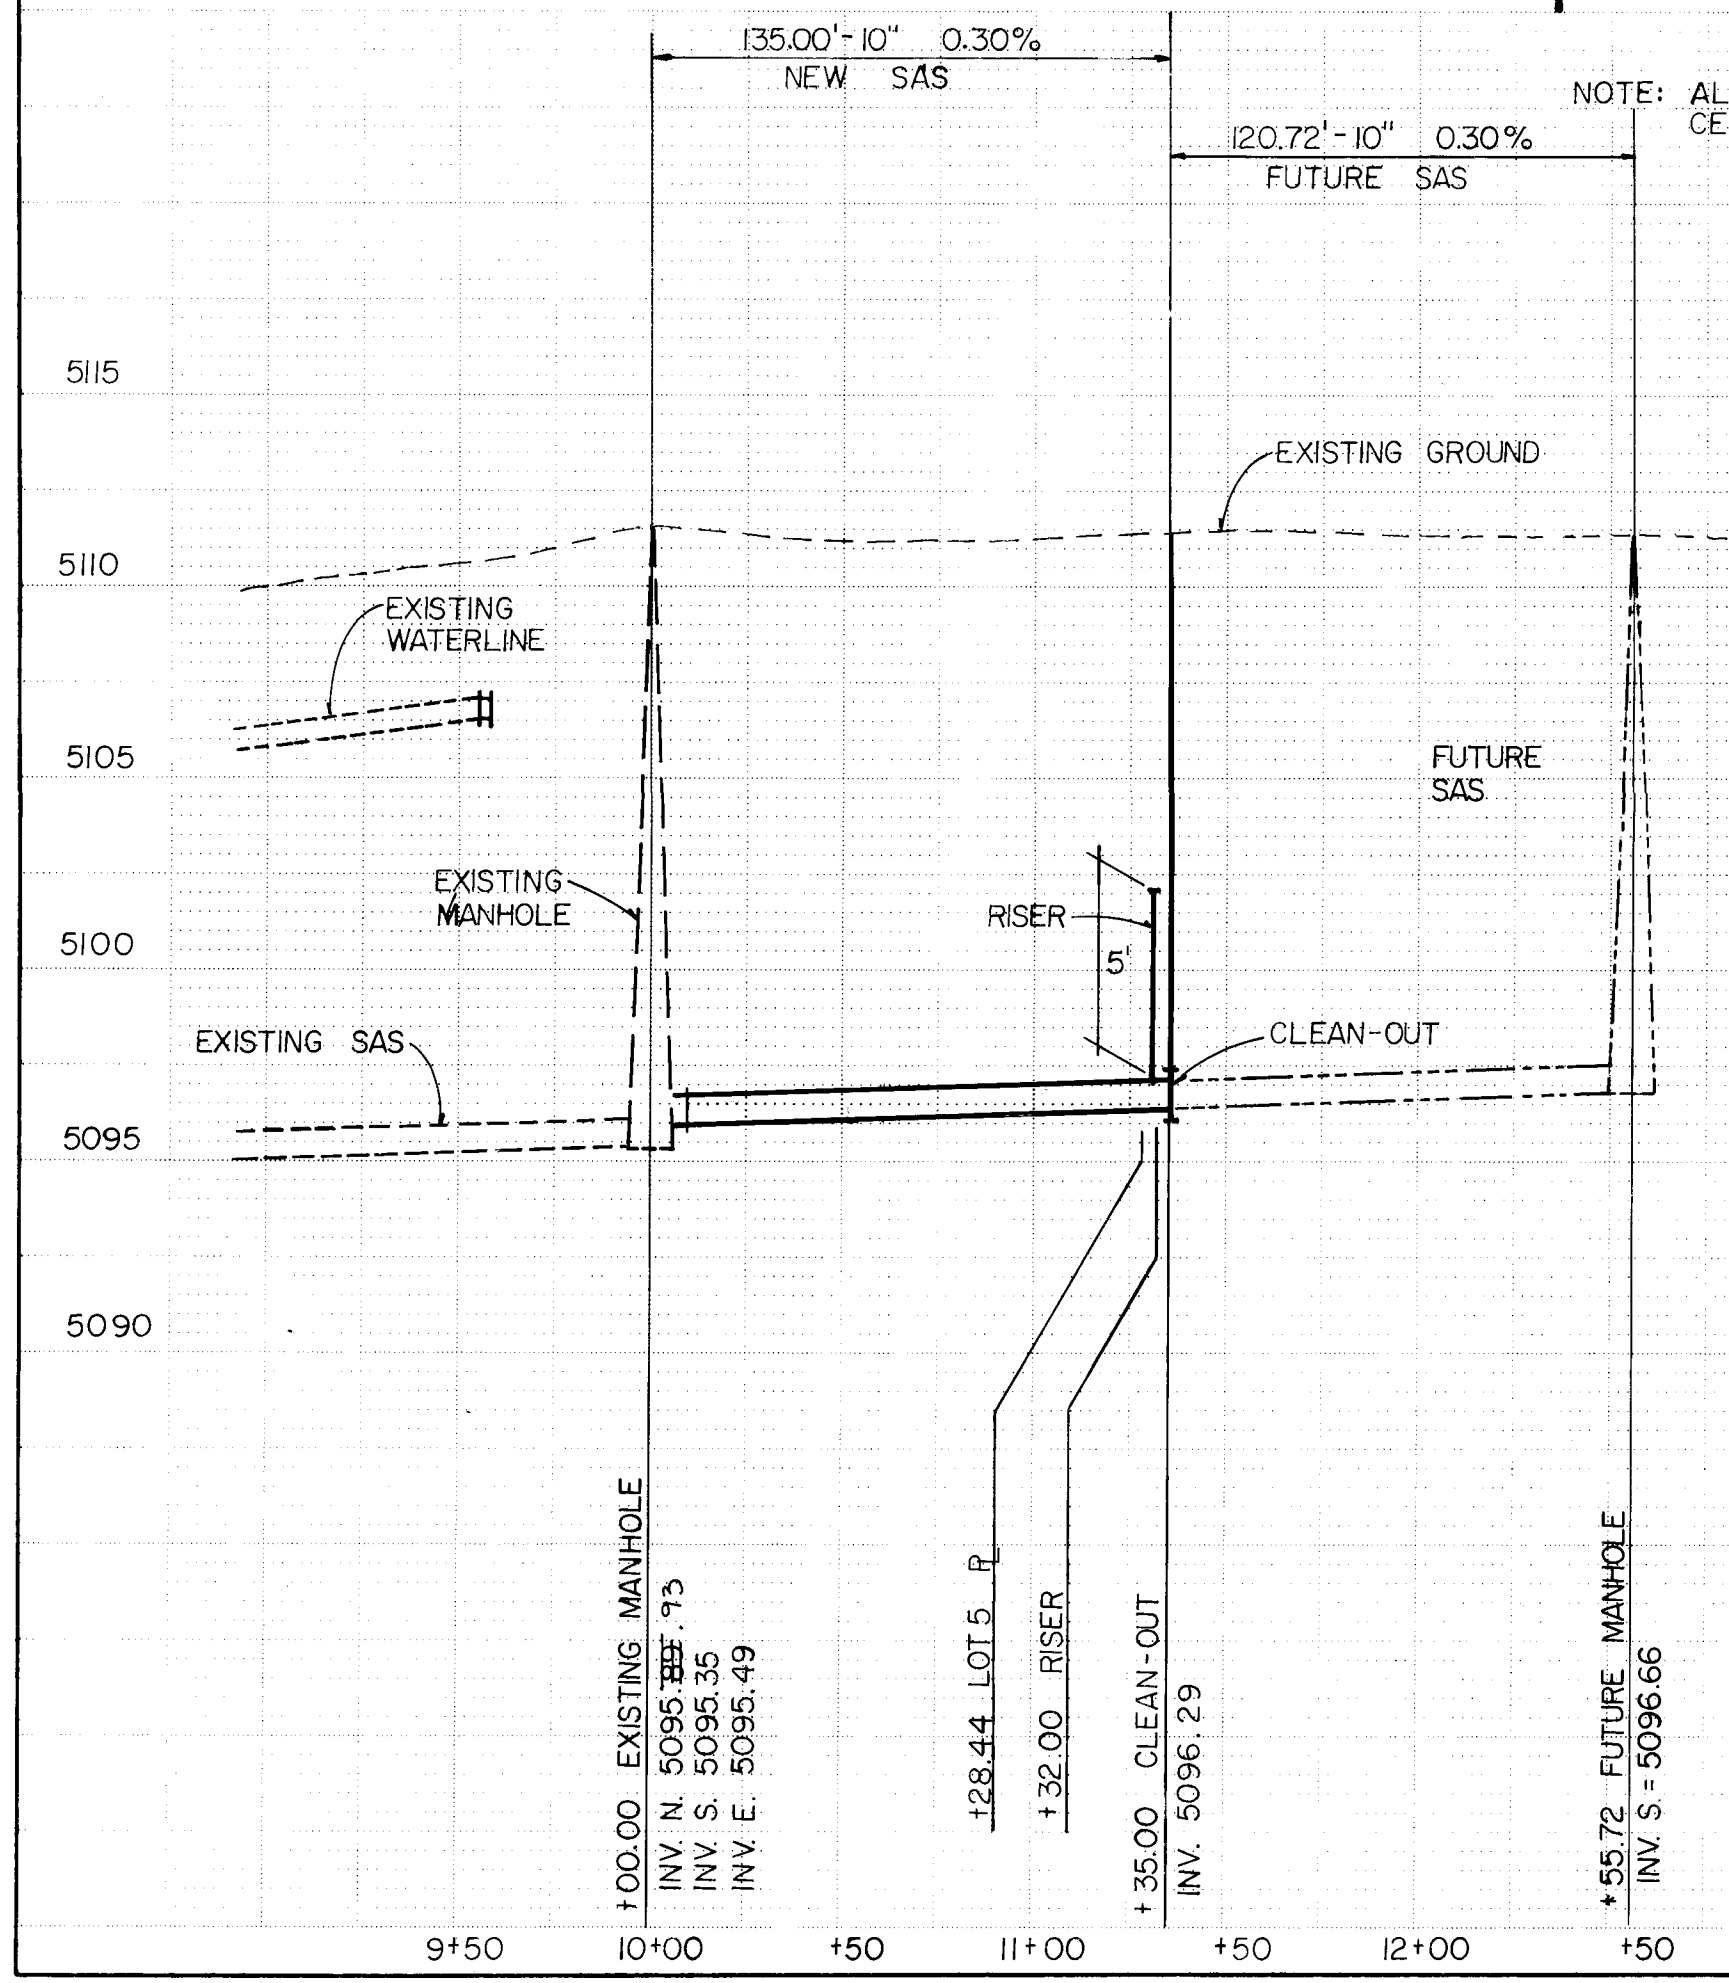 135.00'-10" 0.30%
NEW SAS
NOTE: AL
CE
120.72'-10" 0.30%
FUTURE SAS
5115
EXISTING GROUND
5110
EXISTING
WATERLINE
5105
FUTURE
SAS
EXISTING
MANHOLE
RISER
5100
5'
EXISTING SAS
CLEAN-OUT
5095
5090
+00.00 EXISTING MANHOLE
INV. N. 5095.93
INV. S. 5095.35
INV. E. 5095.49
+28.44 LOT 5 PL
+32.00 RISER
+35.00 CLEAN-OUT
INV. 5096.29
+55.72 FUTURE MANHOLE
INV. S. = 5096.66
9+50 10+00 +50 11+00 +50 12+00 +50